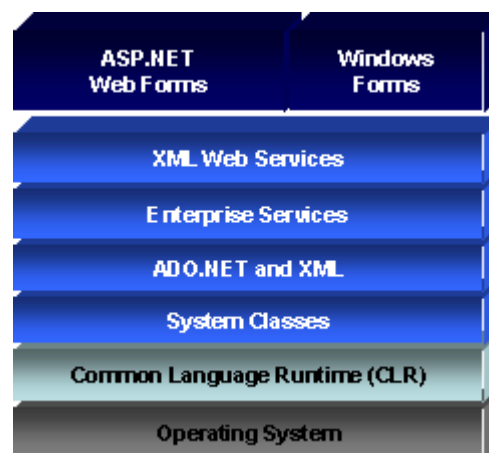 ASP.NET
Web Forms
Windows
Forms
XML Web Services
Enterprise Services
ADO.NET and XML
System Classes
Common Language Runtime (CLR)
Operating System